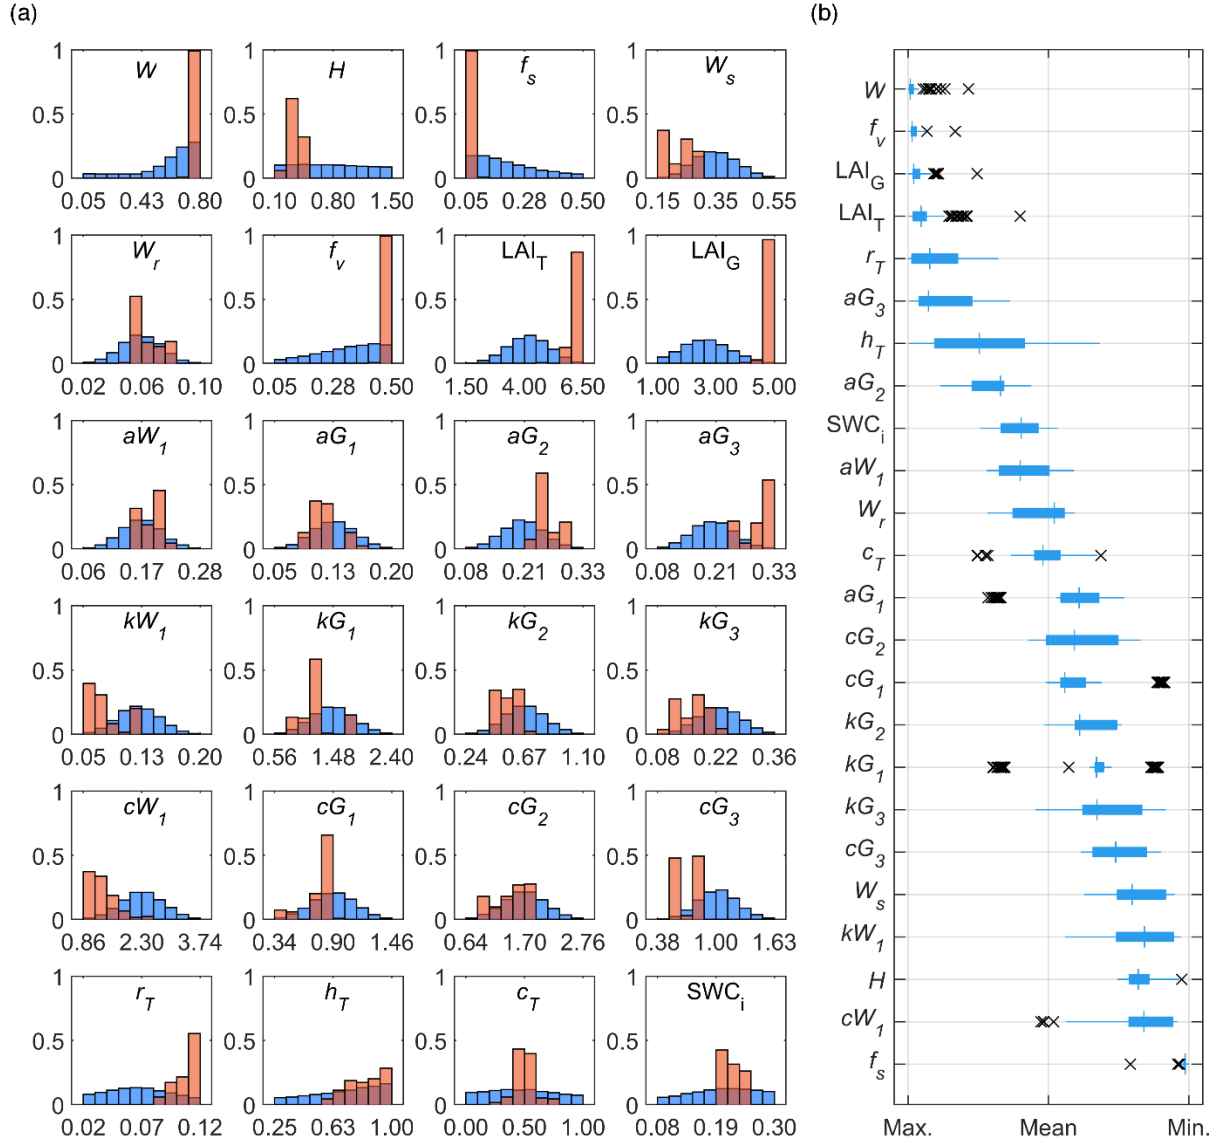 (a)
(b)
1 0.5 0 W 0.05 0.43 0.80
1 0.5 0 H 0.10 0.80 1.50
1 0.5 0 f_s 0.05 0.28 0.50
1 0.5 0 W_s 0.15 0.35 0.55
1 0.5 0 W_r 0.02 0.06 0.10
1 0.5 0 f_v 0.05 0.28 0.50
1 0.5 0 LAI_T 1.50 4.00 6.50
1 0.5 0 LAI_G 1.00 3.00 5.00
1 0.5 0 aW_1 0.06 0.17 0.28
1 0.5 0 aG_1 0.05 0.13 0.20
1 0.5 0 aG_2 0.08 0.21 0.33
1 0.5 0 aG_3 0.08 0.21 0.33
1 0.5 0 kW_1 0.05 0.13 0.20
1 0.5 0 kG_1 0.56 1.48 2.40
1 0.5 0 kG_2 0.24 0.67 1.10
1 0.5 0 kG_3 0.08 0.22 0.36
1 0.5 0 cW_1 0.86 2.30 3.74
1 0.5 0 cG_1 0.34 0.90 1.46
1 0.5 0 cG_2 0.64 1.70 2.76
1 0.5 0 cG_3 0.38 1.00 1.63
1 0.5 0 r_T 0.02 0.07 0.12
1 0.5 0 h_T 0.25 0.63 1.00
1 0.5 0 c_T 0.00 0.50 1.00
1 0.5 0 SWC_i 0.08 0.19 0.30
W
f_v
LAI_G
LAI_T
r_T
aG_3
h_T
aG_2
SWC_i
aW_1
W_r
c_T
aG_1
cG_2
cG_1
kG_2
kG_1
kG_3
cG_3
W_s
kW_1
H
cW_1
f_s
Max. Mean Min.